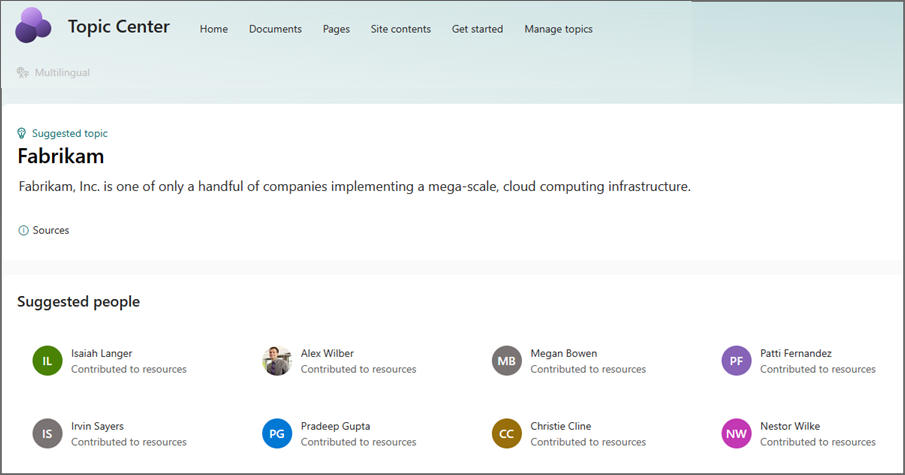 Topic Center Home Documents Pages Site contents Get started Manage topics
Multilingual
Suggested topic
Fabrikam
Fabrikam, Inc. is one of only a handful of companies implementing a mega-scale, cloud computing infrastructure.
Sources
Suggested people
IL Isaiah Langer
Contributed to resources
Alex Wilber
Contributed to resources
MB Megan Bowen
Contributed to resources
PF Patti Fernandez
Contributed to resources
IS Irvin Sayers
Contributed to resources
PG Pradeep Gupta
Contributed to resources
CC Christie Cline
Contributed to resources
NW Nestor Wilke
Contributed to resources